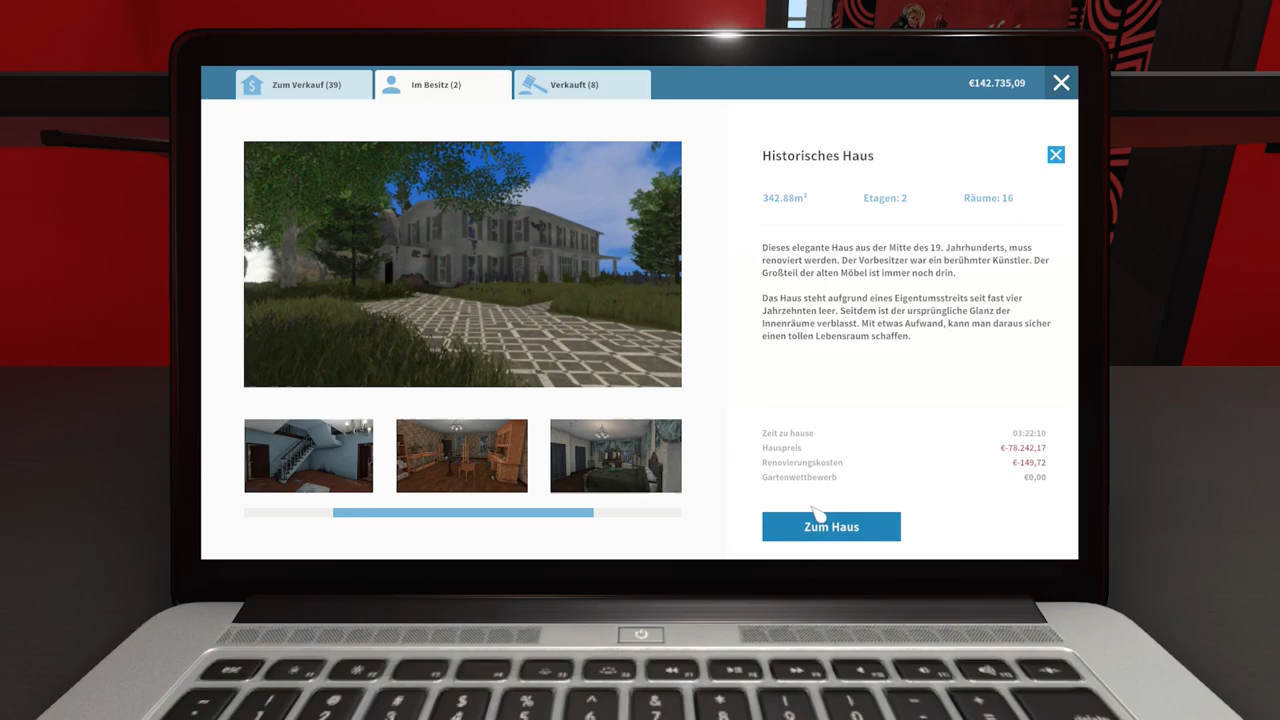 Zum Verkauf (39)
Im Besitz (2)
Verkauft (8)
€142.735,09
Historisches Haus
342.88m²
Etagen: 2
Räume: 16
Dieses elegante Haus aus der Mitte des 19. Jahrhunderts, muss
renoviert werden. Der Vorbesitzer war ein berühmter Künstler. Der
Großteil der alten Möbel ist immer noch drin.
Das Haus steht aufgrund eines Eigentumsstreits seit fast vier
Jahrzehnten leer. Seitdem ist der ursprüngliche Glanz der
Innenräume verblasst. Mit etwas Aufwand, kann man daraus sicher
einen tollen Lebensraum schaffen.
Zeit zu hause 03:22:10
Hauspreis €-78.242,17
Renovierungskosten €-149,72
Gartenwettbewerb €0,00
Zum Haus